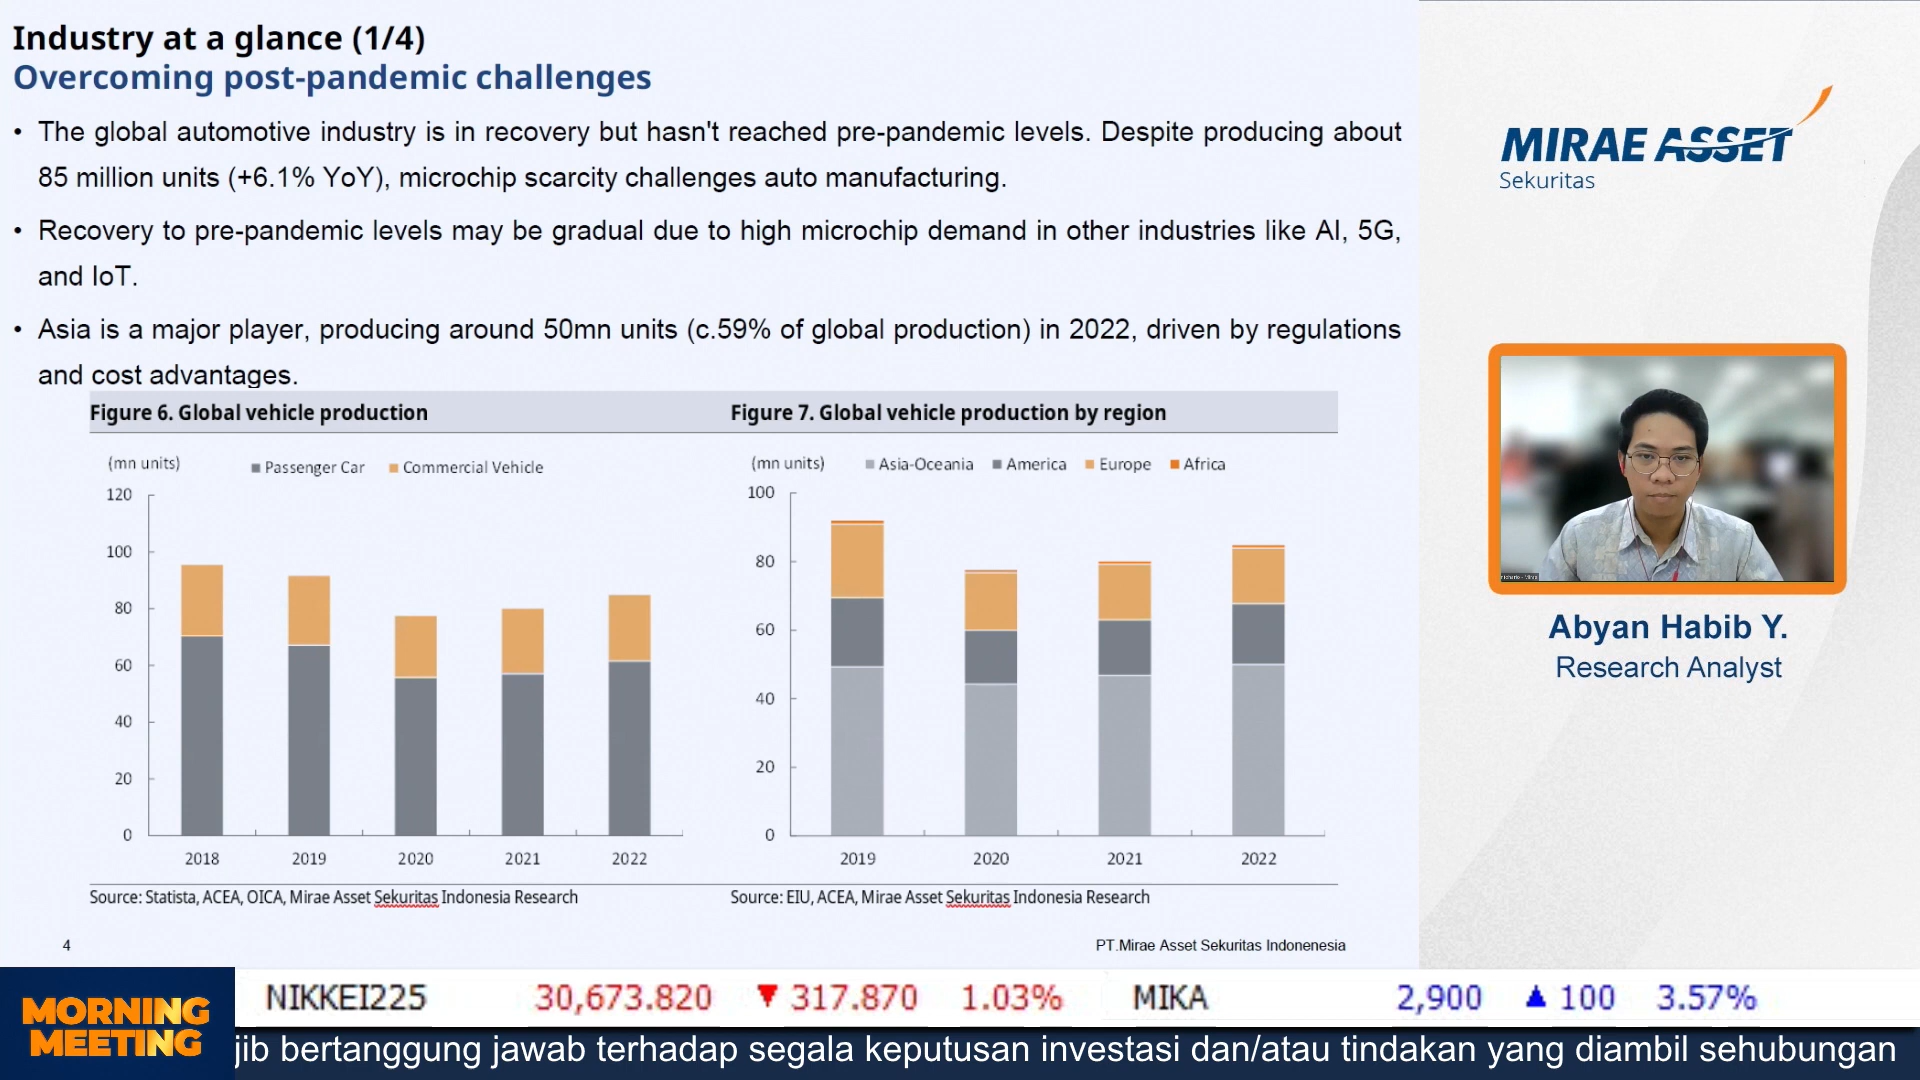 Industry at a glance (1/4)
Overcoming post-pandemic challenges
• The global automotive industry is in recovery but hasn't reached pre-pandemic levels. Despite producing about
85 million units (+6.1% YoY), microchip scarcity challenges auto manufacturing.
• Recovery to pre-pandemic levels may be gradual due to high microchip demand in other industries like AI, 5G,
and IoT.
• Asia is a major player, producing around 50mn units (c.59% of global production) in 2022, driven by regulations
and cost advantages.
Figure 6. Global vehicle production
(mn units)
Passenger Car Commercial Vehicle
120
100
80
60
40
20
0
2018 2019 2020 2021 2022
Source: Statista, ACEA, OICA, Mirae Asset Sekuritas Indonesia Research
Figure 7. Global vehicle production by region
(mn units)
Asia-Oceania America Europe Africa
100
80
60
40
20
0
2019 2020 2021 2022
Source: EIU, ACEA, Mirae Asset Sekuritas Indonesia Research
4
PT.Mirae Asset Sekuritas Indonenesia
MIRAE ASSET
Sekuritas
Abyan Habib Y.
Research Analyst
MORNING
MEETING
NIKKEI225 30,673.820 ▼ 317.870 1.03% MIKA 2,900 ▲ 100 3.57%
jib bertanggung jawab terhadap segala keputusan investasi dan/atau tindakan yang diambil sehubungan